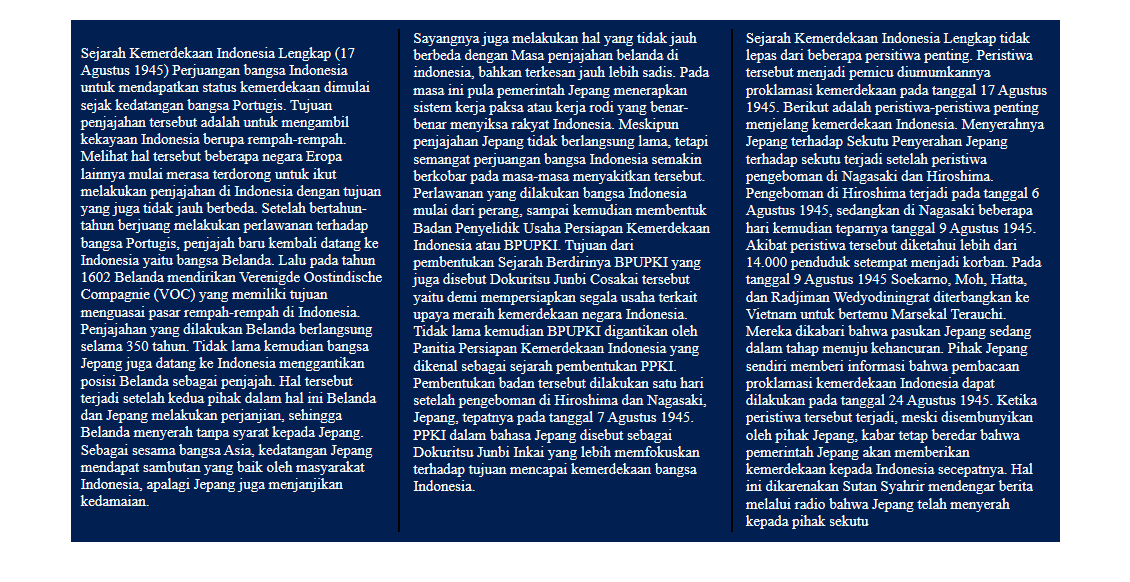 Sejarah Kemerdekaan Indonesia Lengkap (17
Agustus 1945) Perjuangan bangsa Indonesia
untuk mendapatkan status kemerdekaan dimulai
sejak kedatangan bangsa Portugis. Tujuan
penjajahan tersebut adalah untuk mengambil
kekayaan Indonesia berupa rempah-rempah.
Melihat hal tersebut beberapa negara Eropa
lainnya mulai merasa terdorong untuk ikut
melakukan penjajahan di Indonesia dengan tujuan
yang juga tidak jauh berbeda. Setelah bertahun-
tahun berjuang melakukan perlawanan terhadap
bangsa Portugis, penjajah baru kembali datang ke
Indonesia yaitu bangsa Belanda. Lalu pada tahun
1602 Belanda mendirikan Verenigde Oostindische
Compagnie (VOC) yang memiliki tujuan
menguasai pasar rempah-rempah di Indonesia.
Penjajahan yang dilakukan Belanda berlangsung
selama 350 tahun. Tidak lama kemudian bangsa
Jepang juga datang ke Indonesia menggantikan
posisi Belanda sebagai penjajah. Hal tersebut
terjadi setelah kedua pihak dalam hal ini Belanda
dan Jepang melakukan perjanjian, sehingga
Belanda menyerah tanpa syarat kepada Jepang.
Sebagai sesama bangsa Asia, kedatangan Jepang
mendapat sambutan yang baik oleh masyarakat
Indonesia, apalagi Jepang juga menjanjikan
kedamaian.
Sayangnya juga melakukan hal yang tidak jauh
berbeda dengan Masa penjajahan belanda di
indonesia, bahkan terkesan jauh lebih sadis. Pada
masa ini pula pemerintah Jepang menerapkan
sistem kerja paksa atau kerja rodi yang benar-
benar menyiksa rakyat Indonesia. Meskipun
penjajahan Jepang tidak berlangsung lama, tetapi
semangat perjuangan bangsa Indonesia semakin
berkobar pada masa-masa menyakitkan tersebut.
Perlawanan yang dilakukan bangsa Indonesia
mulai dari perang, sampai kemudian membentuk
Badan Penyelidik Usaha Persiapan Kemerdekaan
Indonesia atau BPUPKI. Tujuan dari
pembentukan Sejarah Berdirinya BPUPKI yang
juga disebut Dokuritsu Junbi Cosakai tersebut
yaitu demi mempersiapkan segala usaha terkait
upaya meraih kemerdekaan negara Indonesia.
Tidak lama kemudian BPUPKI digantikan oleh
Panitia Persiapan Kemerdekaan Indonesia yang
dikenal sebagai sejarah pembentukan PPKI.
Pembentukan badan tersebut dilakukan satu hari
setelah pengeboman di Hiroshima dan Nagasaki,
Jepang, tepatnya pada tanggal 7 Agustus 1945.
PPKI dalam bahasa Jepang disebut sebagai
Dokuritsu Junbi Inkai yang lebih memfokuskan
terhadap tujuan mencapai kemerdekaan bangsa
Indonesia.
Sejarah Kemerdekaan Indonesia Lengkap tidak
lepas dari beberapa persitiwa penting. Peristiwa
tersebut menjadi pemicu diumumkannya
proklamasi kemerdekaan pada tanggal 17 Agustus
1945. Berikut adalah peristiwa-peristiwa penting
menjelang kemerdekaan Indonesia. Menyerahnya
Jepang terhadap Sekutu Penyerahan Jepang
terhadap sekutu terjadi setelah peristiwa
pengeboman di Nagasaki dan Hiroshima.
Pengeboman di Hiroshima terjadi pada tanggal 6
Agustus 1945, sedangkan di Nagasaki beberapa
hari kemudian teparnya tanggal 9 Agustus 1945.
Akibat peristiwa tersebut diketahui lebih dari
14.000 penduduk setempat menjadi korban. Pada
tanggal 9 Agustus 1945 Soekarno, Moh, Hatta,
dan Radjiman Wedyodiningrat diterbangkan ke
Vietnam untuk bertemu Marsekal Terauchi.
Mereka dikabari bahwa pasukan Jepang sedang
dalam tahap menuju kehancuran. Pihak Jepang
sendiri memberi informasi bahwa pembacaan
proklamasi kemerdekaan Indonesia dapat
dilakukan pada tanggal 24 Agustus 1945. Ketika
peristiwa tersebut terjadi, meski disembunyikan
oleh pihak Jepang, kabar tetap beredar bahwa
pemerintah Jepang akan memberikan
kemerdekaan kepada Indonesia secepatnya. Hal
ini dikarenakan Sutan Syahrir mendengar berita
melalui radio bahwa Jepang telah menyerah
kepada pihak sekutu